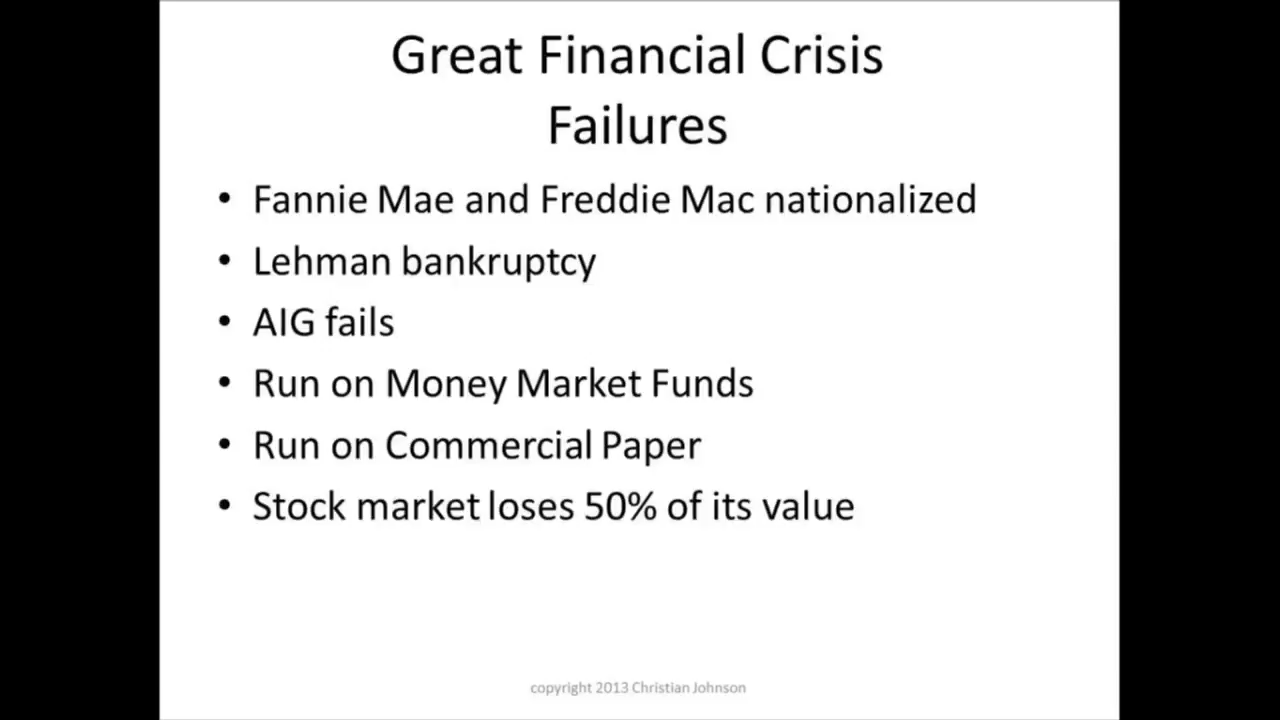 Great Financial Crisis
Failures
• Fannie Mae and Freddie Mac nationalized
• Lehman bankruptcy
• AIG fails
• Run on Money Market Funds
• Run on Commercial Paper
• Stock market loses 50% of its value
copyright 2013 Christian Johnson